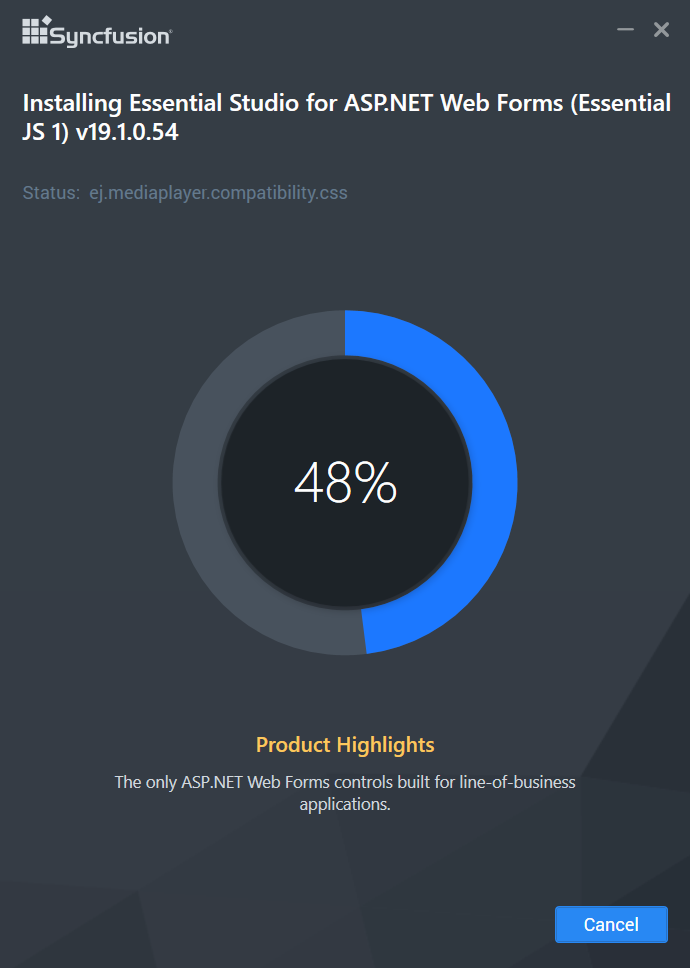 Syncfusion®
Installing Essential Studio for ASP.NET Web Forms (Essential
JS 1) v19.1.0.54
Status: ej.mediaplayer.compatibility.css
48%
Product Highlights
The only ASP.NET Web Forms controls built for line-of-business
applications.
Cancel